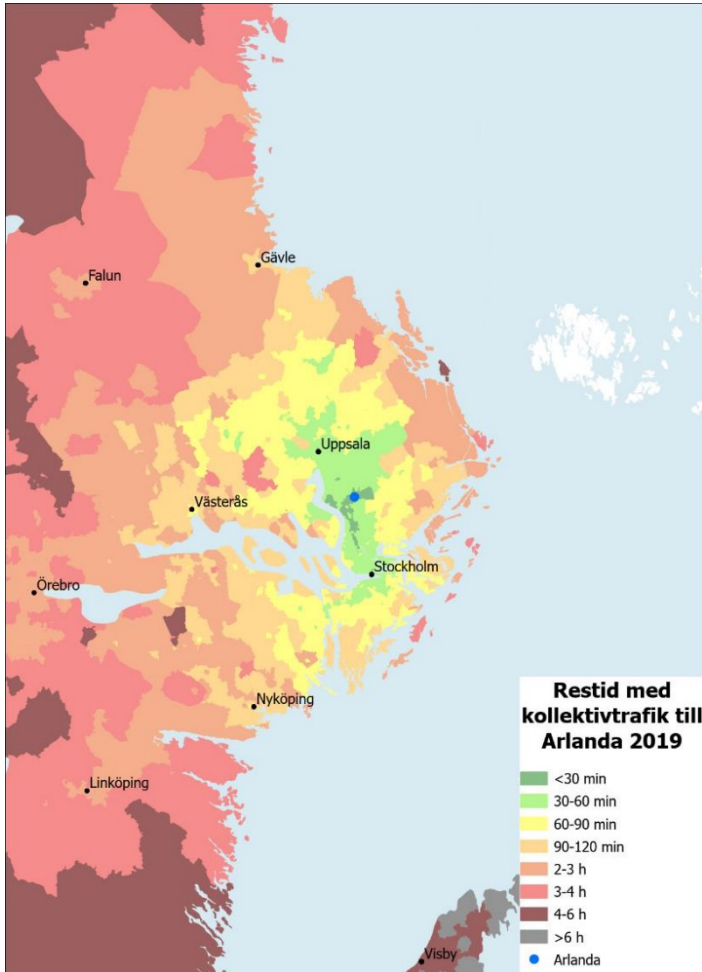 Gävle
Falun
Uppsala
Västerås
Stockholm
Örebro
Nyköping
Linköping
Visby
Restid med
kollektivtrafik till
Arlanda 2019
<30 min
30-60 min
60-90 min
90-120 min
2-3 h
3-4 h
4-6 h
>6 h
Arlanda